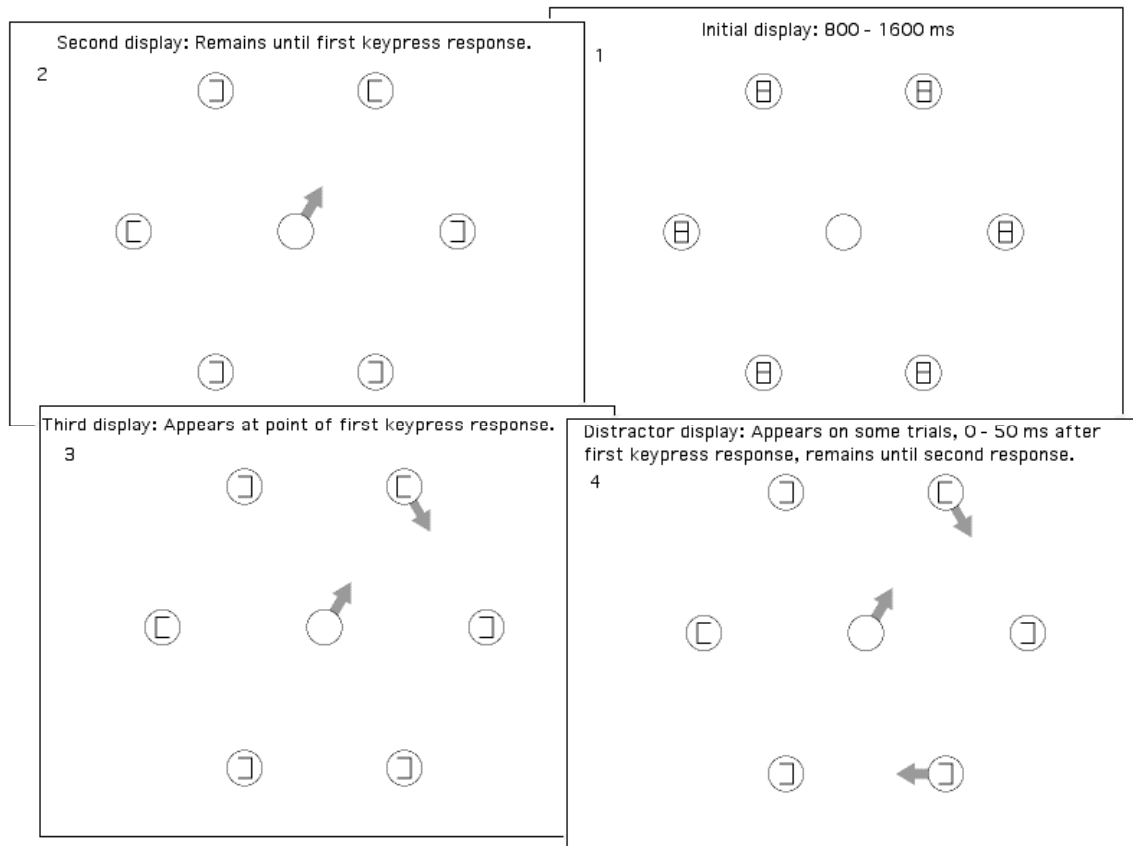 Initial display: 800 - 1600 ms
1
Second display: Remains until first keypress response.
2
Third display: Appears at point of first keypress response.
3
Distractor display: Appears on some trials, 0 - 50 ms after
first keypress response, remains until second response.
4